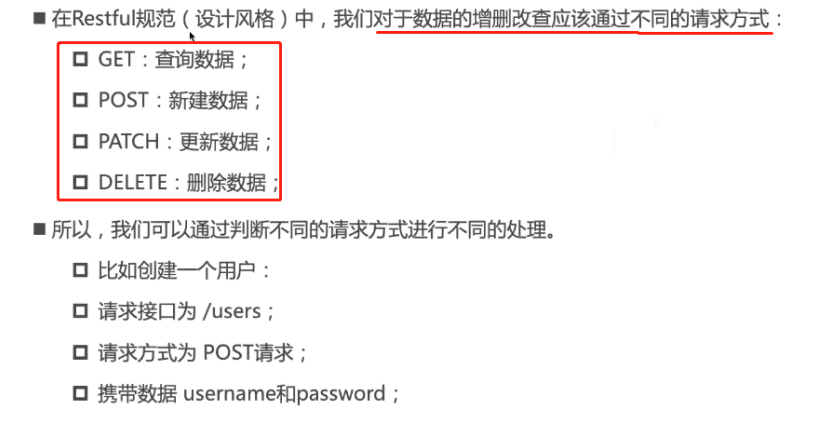 ■ 在Restful规范（设计风格）中，我们对于数据的增删改查应该通过不同的请求方式：
GET：查询数据；
POST：新建数据；
PATCH：更新数据；
DELETE：删除数据；
■ 所以，我们可以通过判断不同的请求方式进行不同的处理。
比如创建一个用户：
请求接口为 /users；
请求方式为 POST请求；
携带数据 username和password；